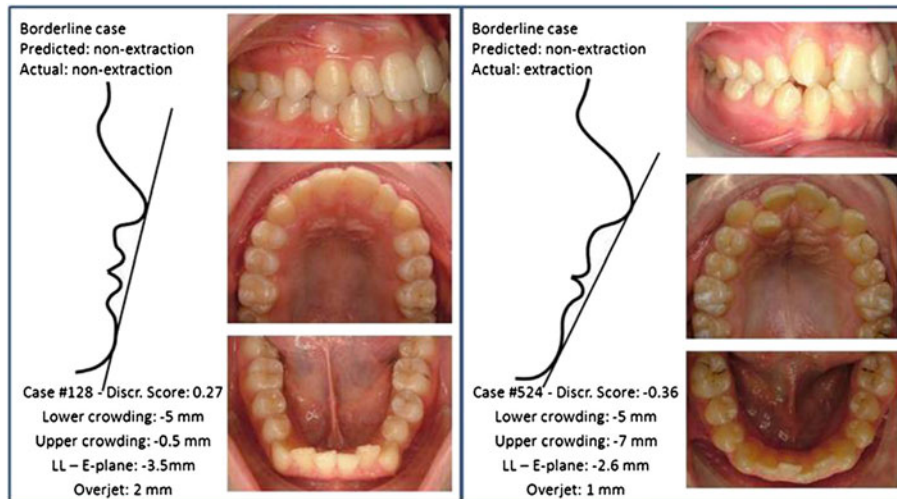 Borderline case
Predicted: non-extraction
Actual: non-extraction
Case #128 - Discr. Score: 0.27
Lower crowding: -5 mm
Upper crowding: -0.5 mm
LL – E-plane: -3.5mm
Overjet: 2 mm
Borderline case
Predicted: non-extraction
Actual: extraction
Case #524 - Discr. Score: -0.36
Lower crowding: -5 mm
Upper crowding: -7 mm
LL – E-plane: -2.6 mm
Overjet: 1 mm